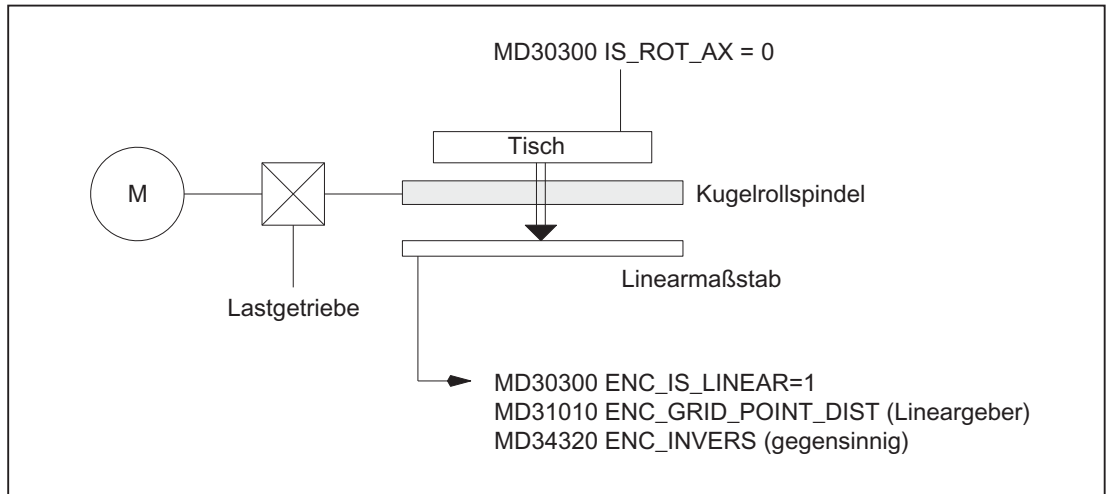 MD30300 IS_ROT_AX = 0
Tisch
M
Kugelrollspindel
Linearmaßstab
Lastgetriebe
MD30300 ENC_IS_LINEAR=1
MD31010 ENC_GRID_POINT_DIST (Lineargeber)
MD34320 ENC_INVERS (gegensinnig)